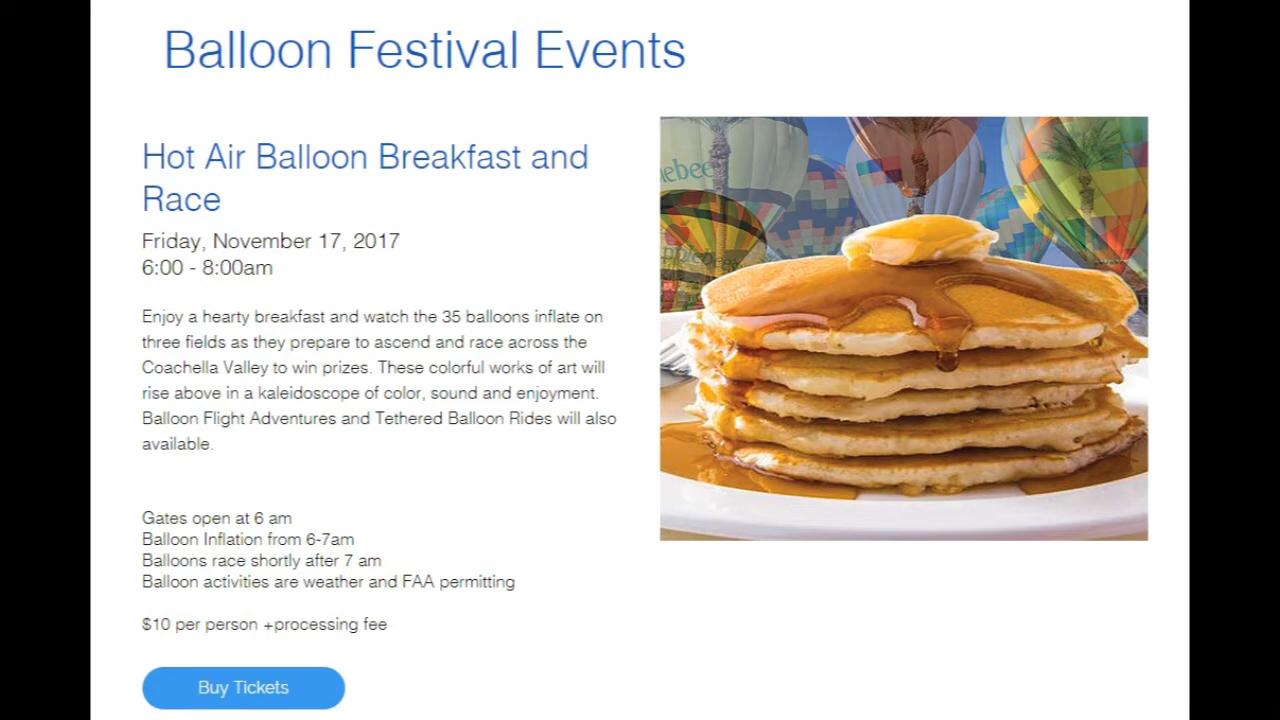 Balloon Festival Events
Hot Air Balloon Breakfast and
Race
Friday, November 17, 2017
6:00 - 8:00am
Enjoy a hearty breakfast and watch the 35 balloons inflate on
three fields as they prepare to ascend and race across the
Coachella Valley to win prizes. These colorful works of art will
rise above in a kaleidoscope of color, sound and enjoyment.
Balloon Flight Adventures and Tethered Balloon Rides will also
available.
Gates open at 6 am
Balloon Inflation from 6-7am
Balloons race shortly after 7 am
Balloon activities are weather and FAA permitting
$10 per person +processing fee
Buy Tickets